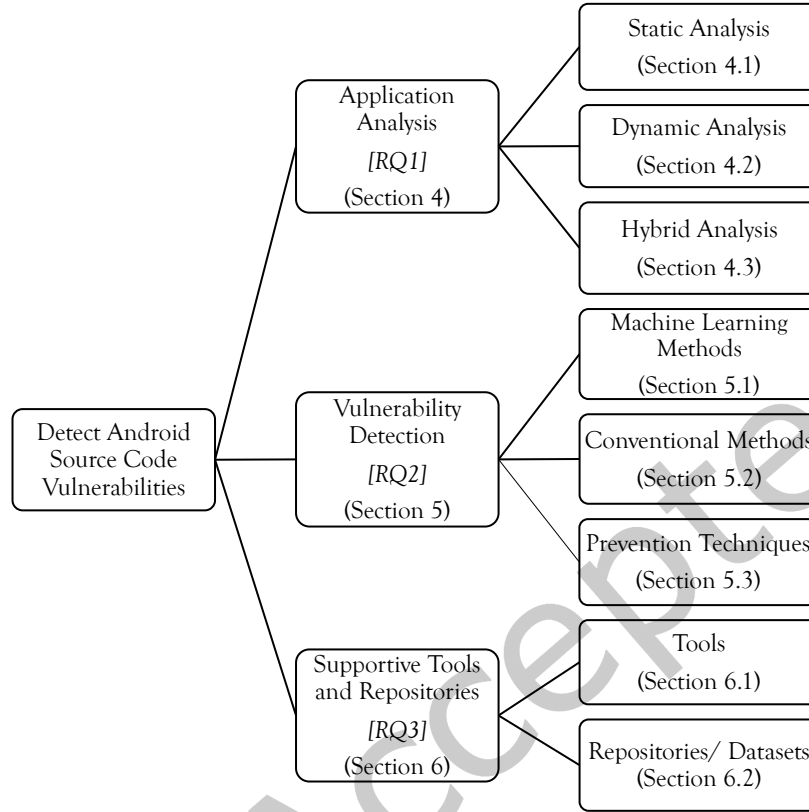 Static Analysis
(Section 4.1)
Application
Analysis
[RQ1]
(Section 4)
Dynamic Analysis
(Section 4.2)
Hybrid Analysis
(Section 4.3)
Machine Learning
Methods
(Section 5.1)
Detect Android
Source Code
Vulnerabilities
Vulnerability
Detection
[RQ2]
(Section 5)
Conventional Methods
(Section 5.2)
Prevention Techniques
(Section 5.3)
Supportive Tools
and Repositories
[RQ3]
(Section 6)
Tools
(Section 6.1)
Repositories/ Datasets
(Section 6.2)
Accepte